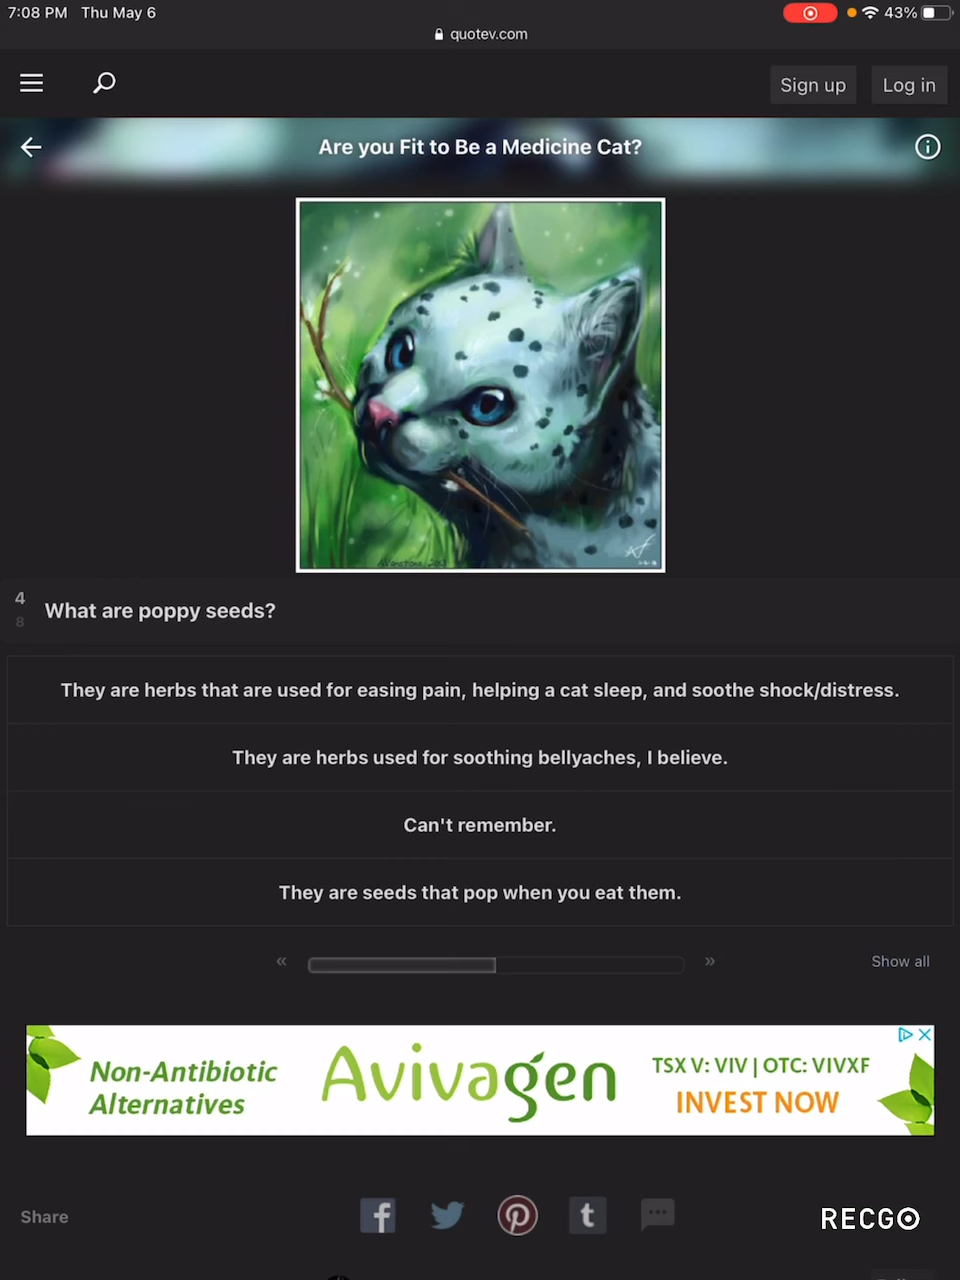 7:08 PM Thu May 6
43%
quotev.com
Sign up
Log in
Are you Fit to Be a Medicine Cat?
4
8
What are poppy seeds?
They are herbs that are used for easing pain, helping a cat sleep, and soothe shock/distress.
They are herbs used for soothing bellyaches, I believe.
Can't remember.
They are seeds that pop when you eat them.
« »
Show all
Non-Antibiotic
Alternatives
Avivagen
TSX V: VIV | OTC: VIVXF
INVEST NOW
Share
RECGO